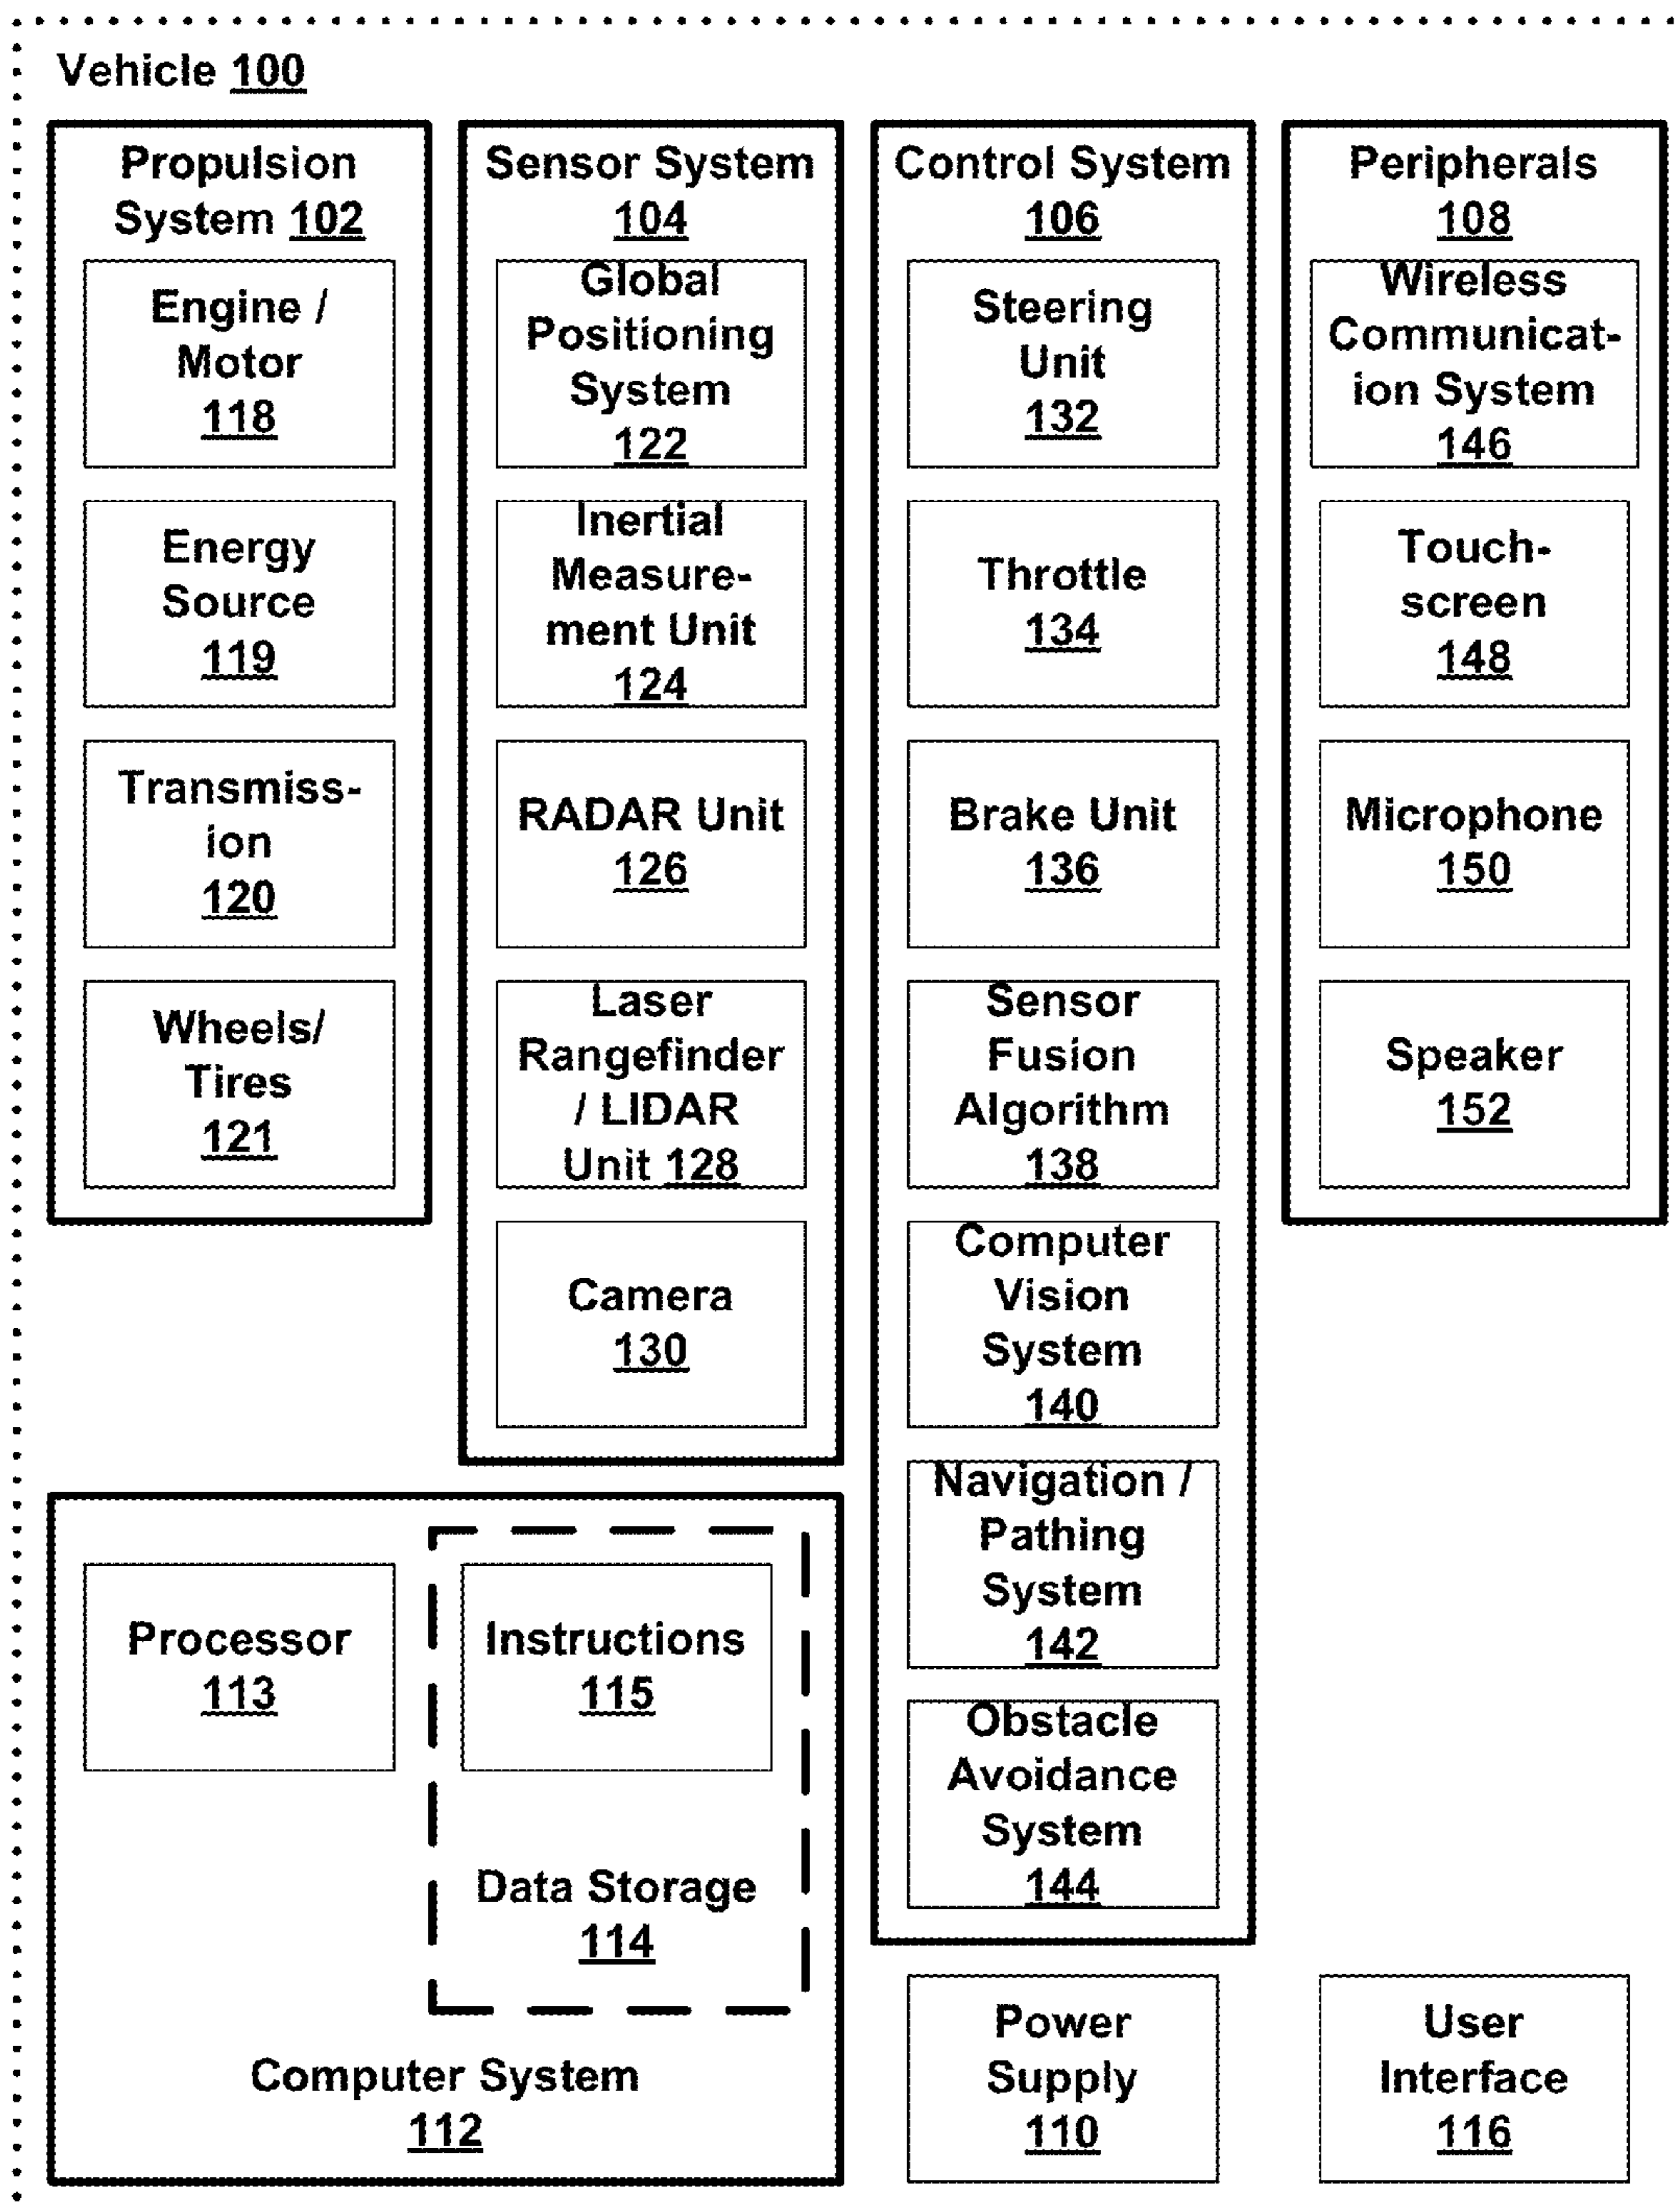 Vehicle 100
Propulsion
System 102
Engine /
Motor
118
Energy
Source
119
Transmiss-
ion
120
Wheels/
Tires
121
Sensor System
104
Global
Positioning
System
122
Inertial
Measure-
ment Unit
124
RADAR Unit
126
Laser
Rangefinder
/ LIDAR
Unit 128
Camera
130
Control System
106
Steering
Unit
132
Throttle
134
Brake Unit
136
Sensor
Fusion
Algorithm
138
Computer
Vision
System
140
Navigation /
Pathing
System
142
Obstacle
Avoidance
System
144
Peripherals
108
Wireless
Communicat-
ion System
146
Touch-
screen
148
Microphone
150
Speaker
152
Processor
113
Instructions
115
Data Storage
114
Computer System
112
Power
Supply
110
User
Interface
116